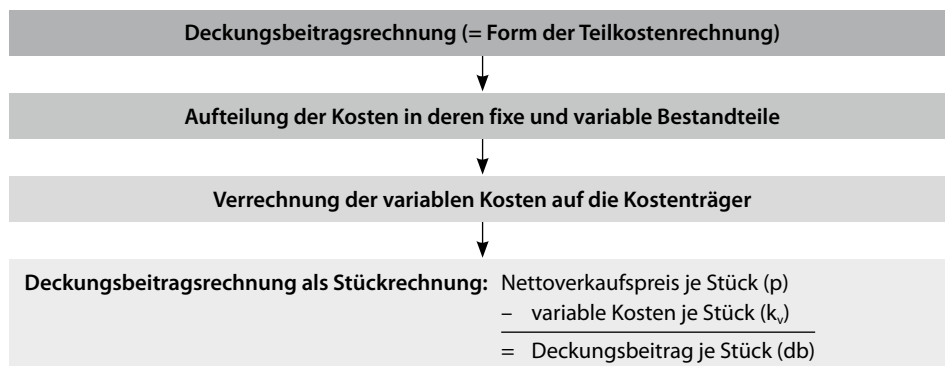 Deckungsbeitragsrechnung (= Form der Teilkostenrechnung)
Aufteilung der Kosten in deren fixe und variable Bestandteile
Verrechnung der variablen Kosten auf die Kostenträger
Deckungsbeitragsrechnung als Stückrechnung: Nettoverkaufspreis je Stück (p)
– variable Kosten je Stück (kᵥ)
= Deckungsbeitrag je Stück (db)